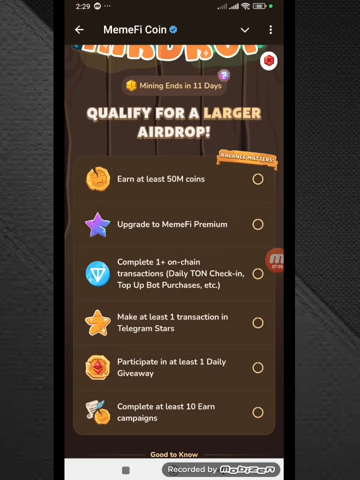 2:29
MemeFi Coin
AIRDROP
Mining Ends in 11 Days
?
QUALIFY FOR A LARGER
AIRDROP!
BALANCE MATTERS!
Earn at least 50M coins
Upgrade to MemeFi Premium
Complete 1+ on-chain
transactions (Daily TON Check-in,
Top Up Bot Purchases, etc.)
Make at least 1 transaction in
Telegram Stars
Participate in at least 1 Daily
Giveaway
Complete at least 10 Earn
campaigns
Good to Know
Recorded by mobizen